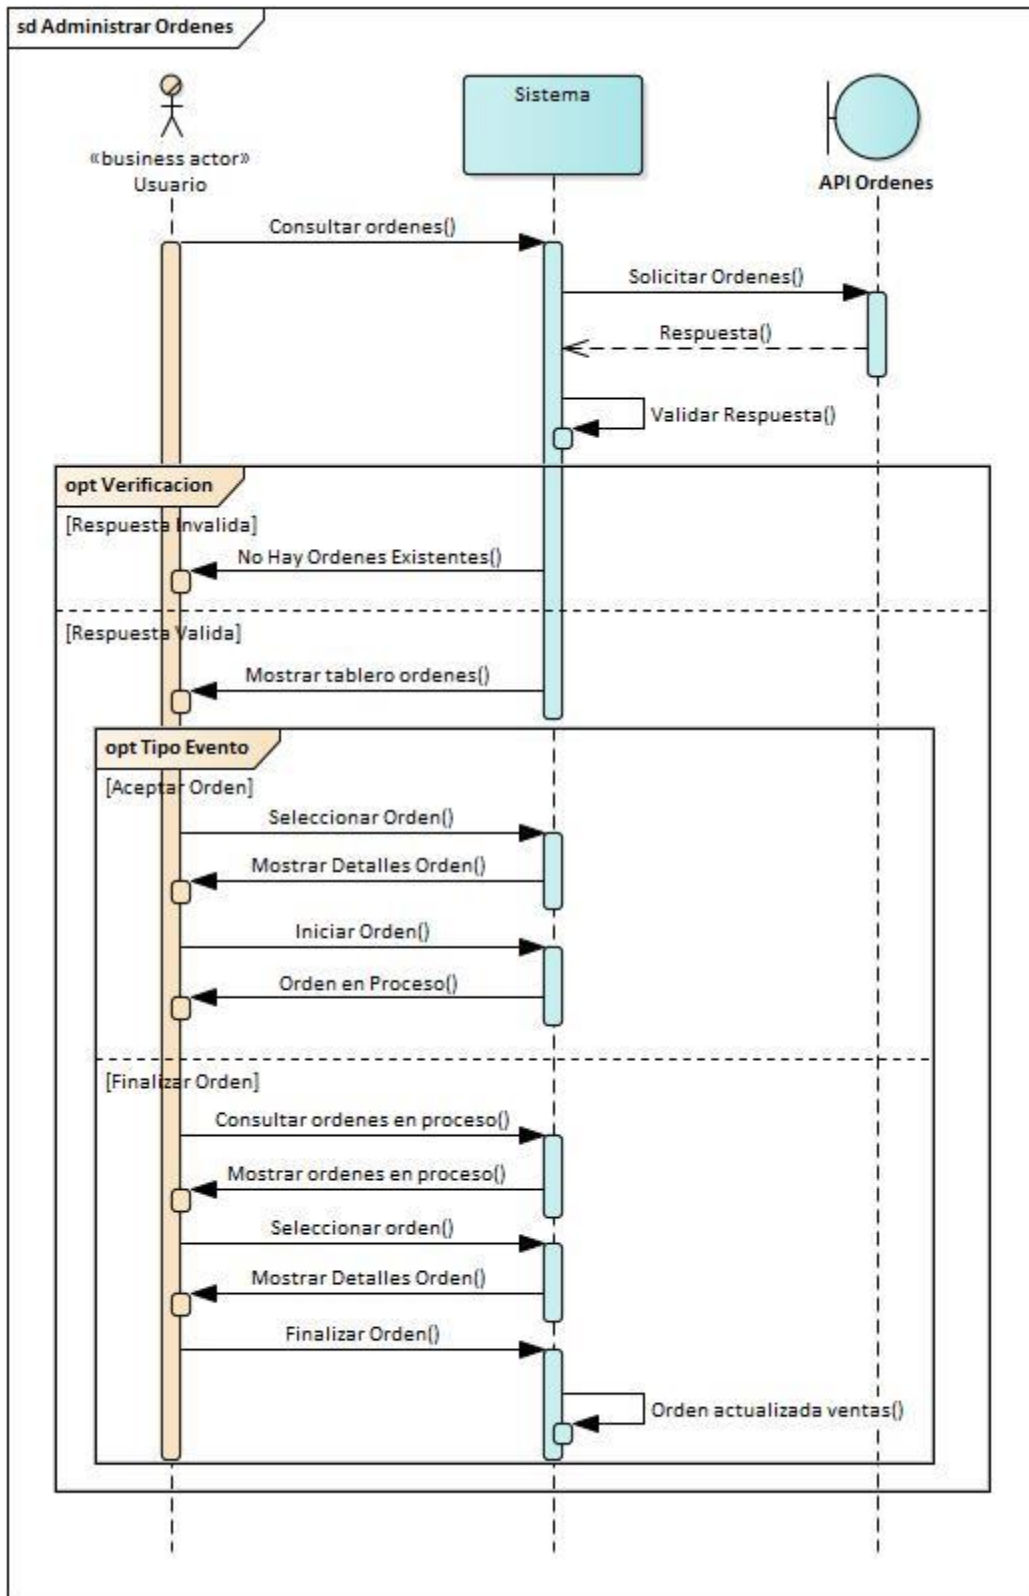 sd Administrar Ordenes
«business actor»
Usuario
Sistema
API Ordenes
Consultar ordenes()
Solicitar Ordenes()
Respuesta()
Validar Respuesta()
opt Verificacion
[Respuesta Invalida]
No Hay Ordenes Existentes()
[Respuesta Valida]
Mostrar tablero ordenes()
opt Tipo Evento
[Aceptar Orden]
Seleccionar Orden()
Mostrar Detalles Orden()
Iniciar Orden()
Orden en Proceso()
[Finalizar Orden]
Consultar ordenes en proceso()
Mostrar ordenes en proceso()
Seleccionar orden()
Mostrar Detalles Orden()
Finalizar Orden()
Orden actualizada ventas()